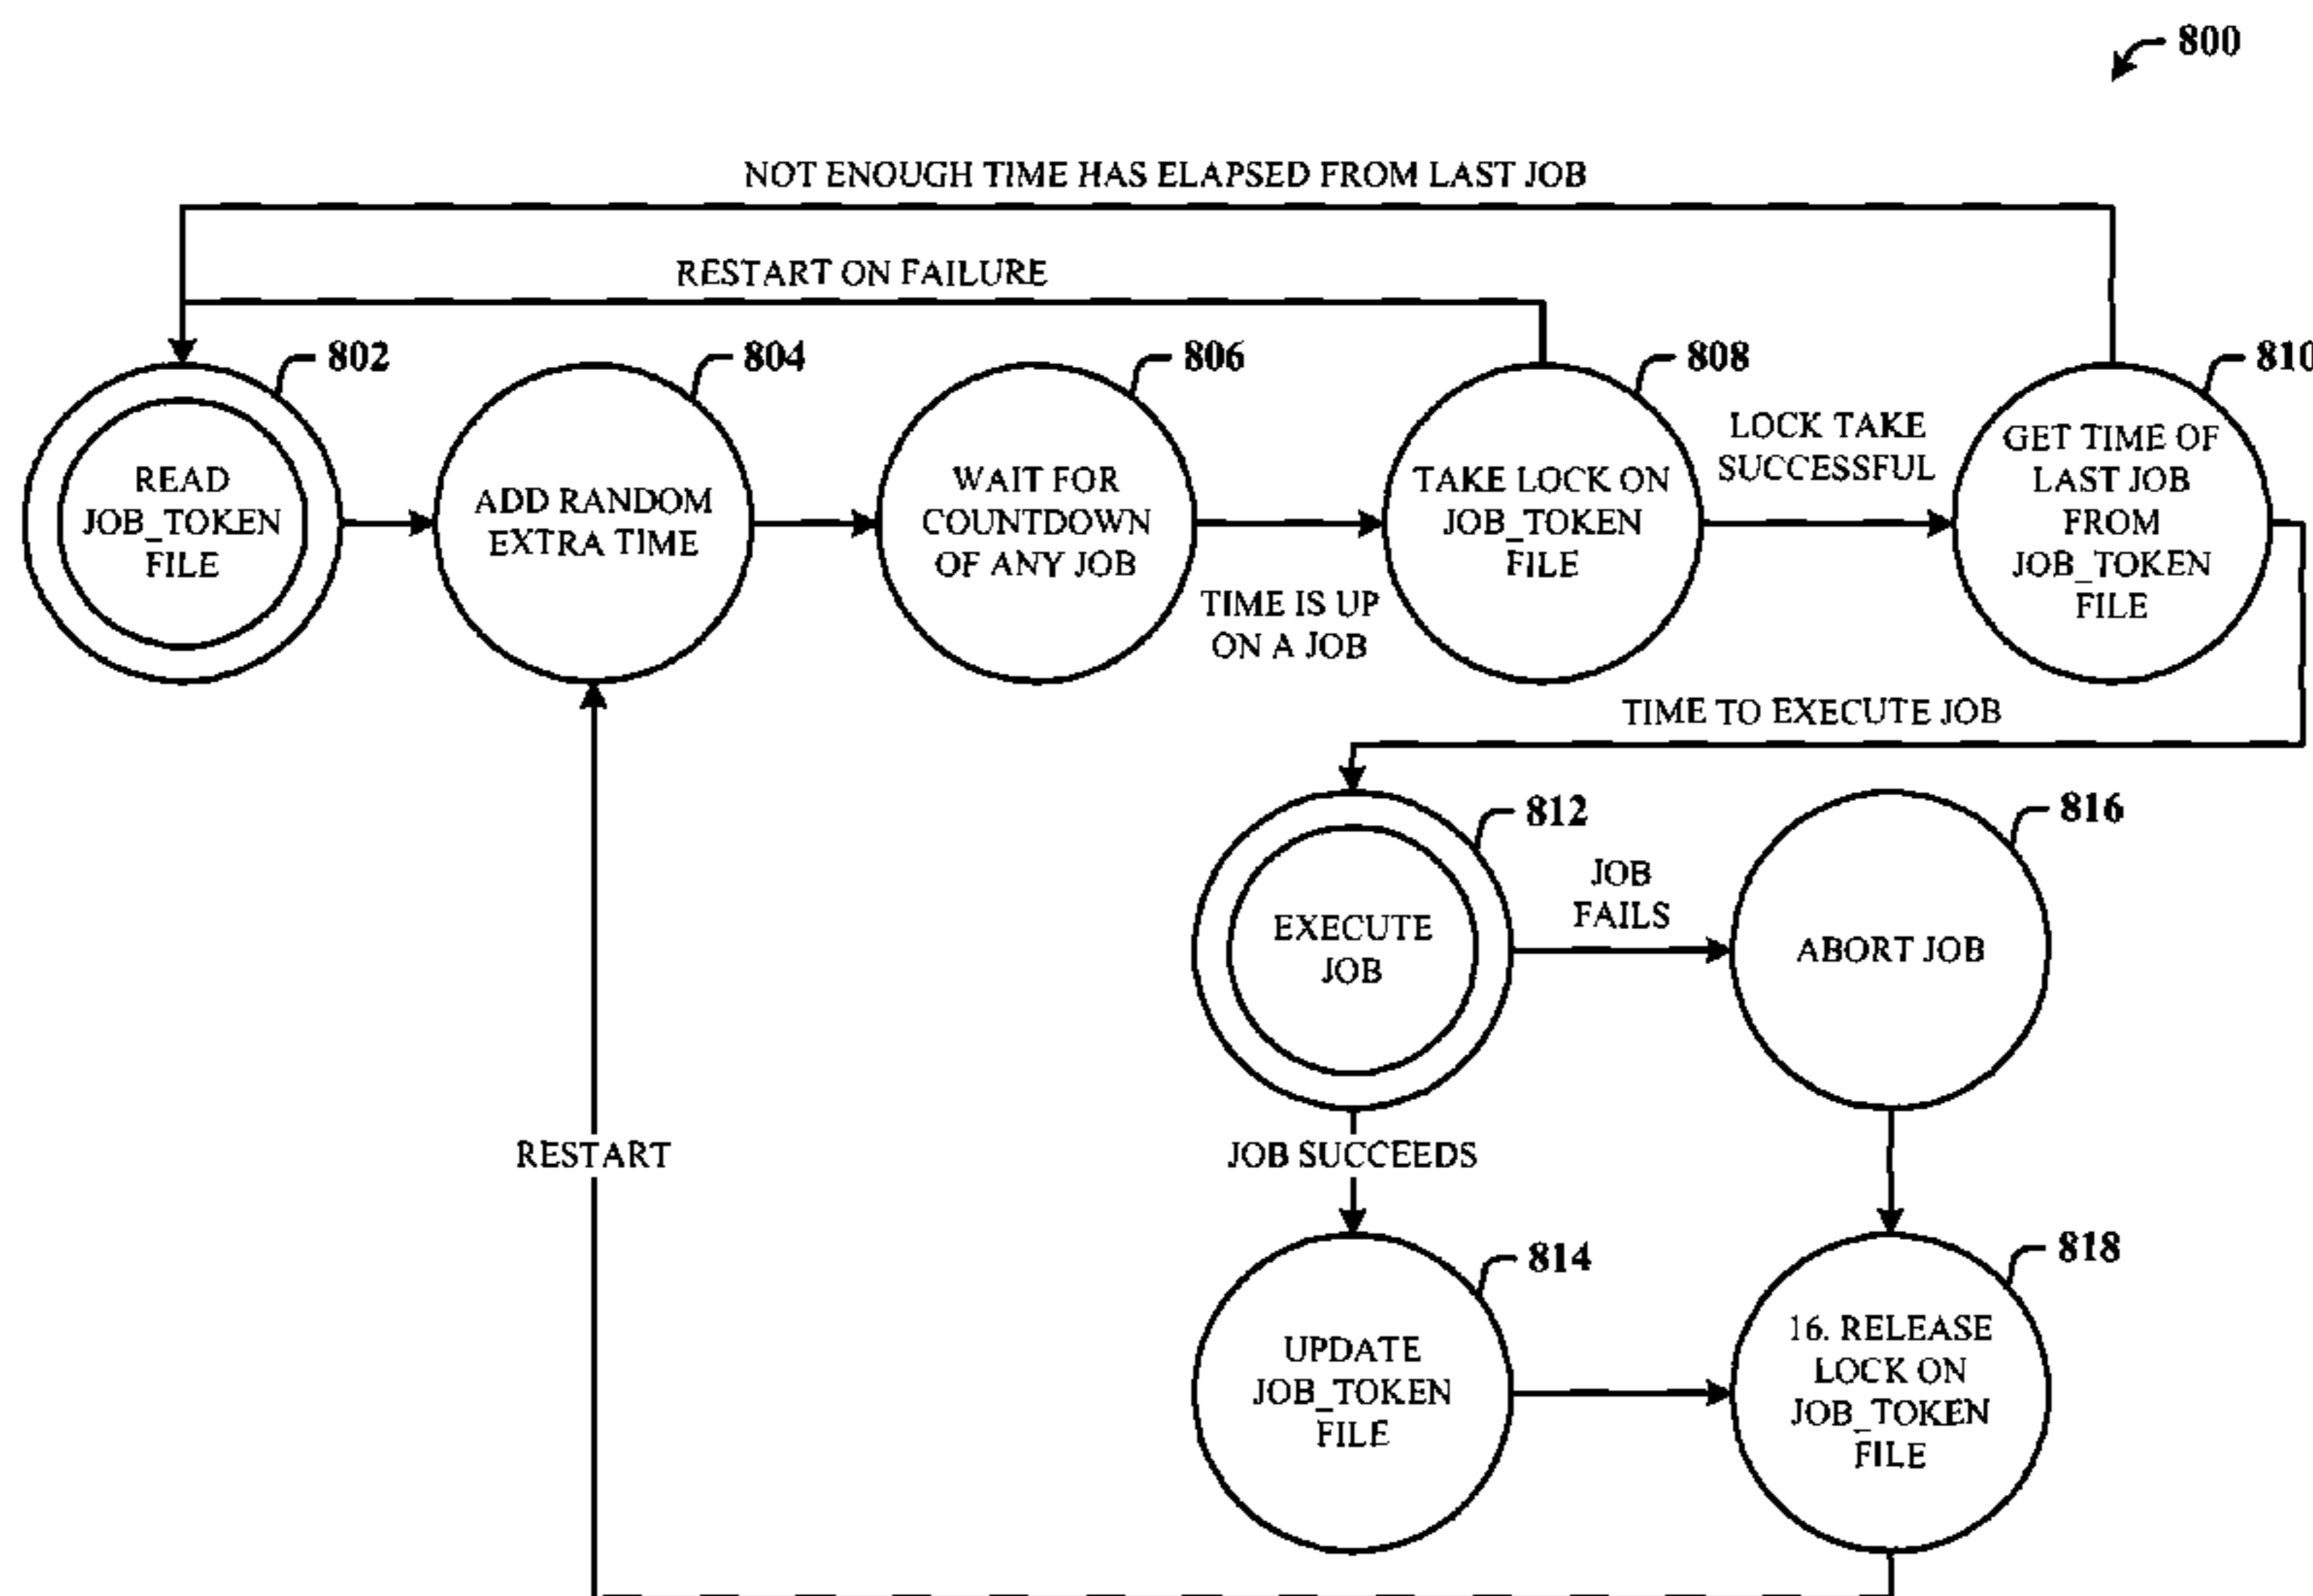 800
NOT ENOUGH TIME HAS ELAPSED FROM LAST JOB
RESTART ON FAILURE
802
804
806
808
810
READ
JOB_TOKEN
FILE
ADD RANDOM
EXTRA TIME
WAIT FOR
COUNTDOWN
OF ANY JOB
TIME IS UP
ON A JOB
TAKE LOCK ON
JOB_TOKEN
FILE
LOCK TAKE
SUCCESSFUL
GET TIME OF
LAST JOB
FROM
JOB_TOKEN
FILE
TIME TO EXECUTE JOB
812
816
EXECUTE
JOB
JOB
FAILS
ABORT JOB
RESTART
JOB SUCCEEDS
814
818
UPDATE
JOB_TOKEN
FILE
16. RELEASE
LOCK ON
JOB_TOKEN
FILE